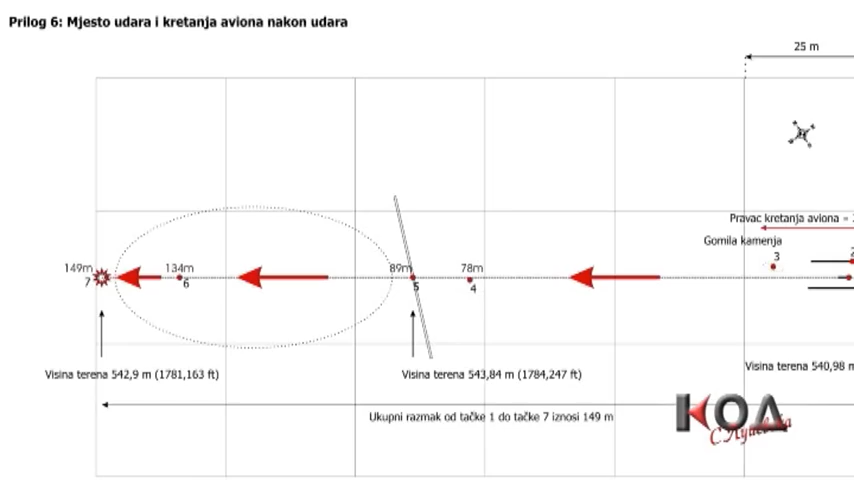 Prilog 6: Mjesto udara i kretanja aviona nakon udara
25 m
Pravac kretanja aviona =
Gomila kamenja
3
149m
7
134m
6
89m
5
78m
4
Visina terena 542,9 m (1781,163 ft)
Visina terena 543,84 m (1784,247 ft)
Visina terena 540,98 m
Ukupni razmak od tačke 1 do tačke 7 iznosi 149 m
КОД